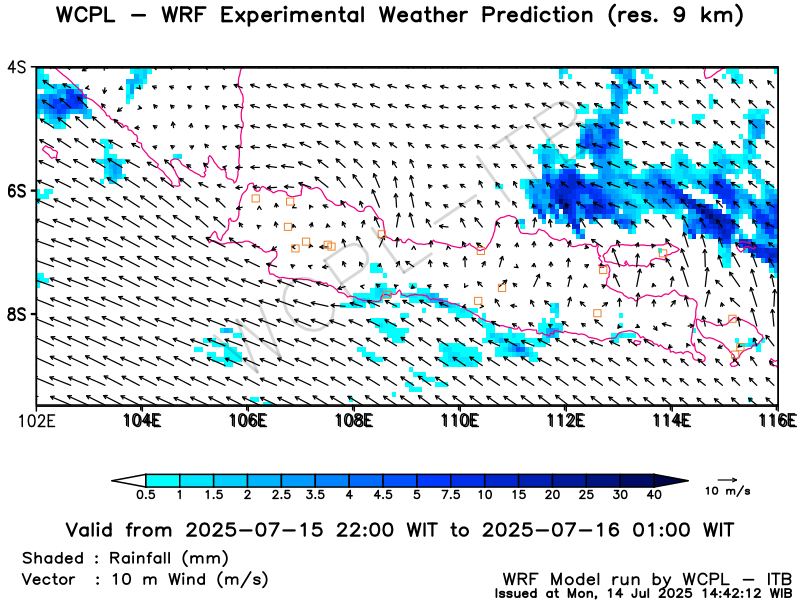 WCPL – WRF Experimental Weather Prediction (res. 9 km)
4S
6S
8S
WCPL-ITB
102E 104E 106E 108E 110E 112E 114E 116E
0.5 1 1.5 2 2.5 3.5 4 4.5 5 7.5 10 15 20 25 30 40
10 m/s
Valid from 2025-07-15 22:00 WIT to 2025-07-16 01:00 WIT
Shaded : Rainfall (mm)
Vector : 10 m Wind (m/s)
WRF Model run by WCPL – ITB
Issued at Mon, 14 Jul 2025 14:42:12 WIB